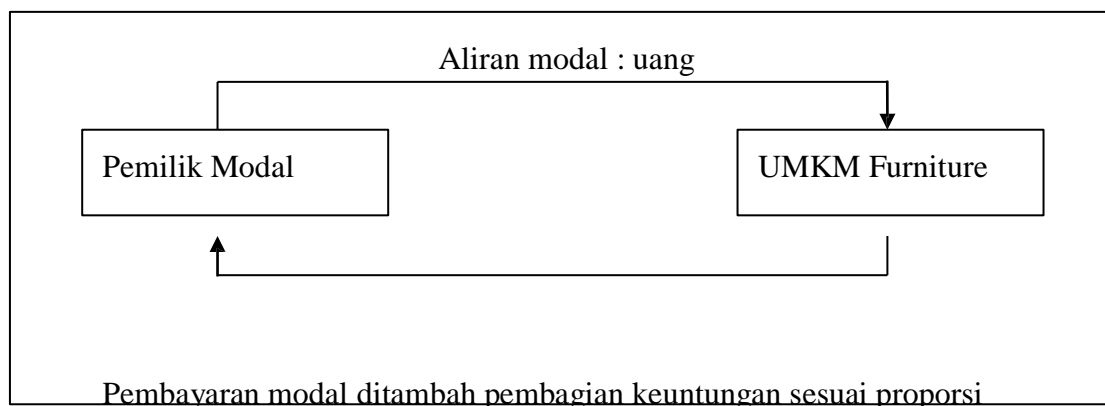 Aliran modal : uang
Pemilik Modal
UMKM Furniture
Pembayaran modal ditambah pembagian keuntungan sesuai proporsi